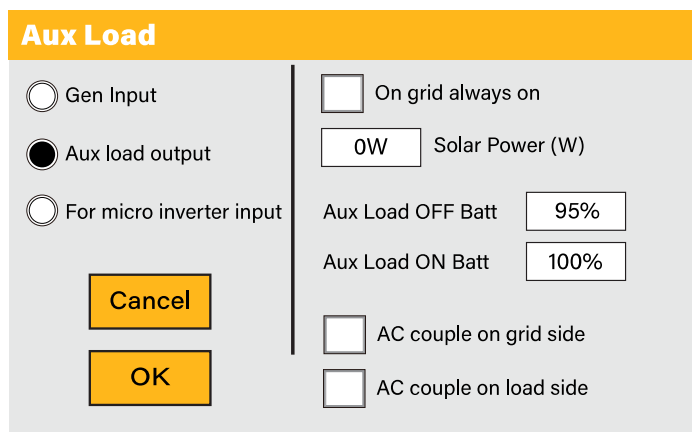 Aux Load
Gen Input
Aux load output
For micro inverter input
Cancel
OK
On grid always on
0W Solar Power (W)
Aux Load OFF Batt 95%
Aux Load ON Batt 100%
AC couple on grid side
AC couple on load side